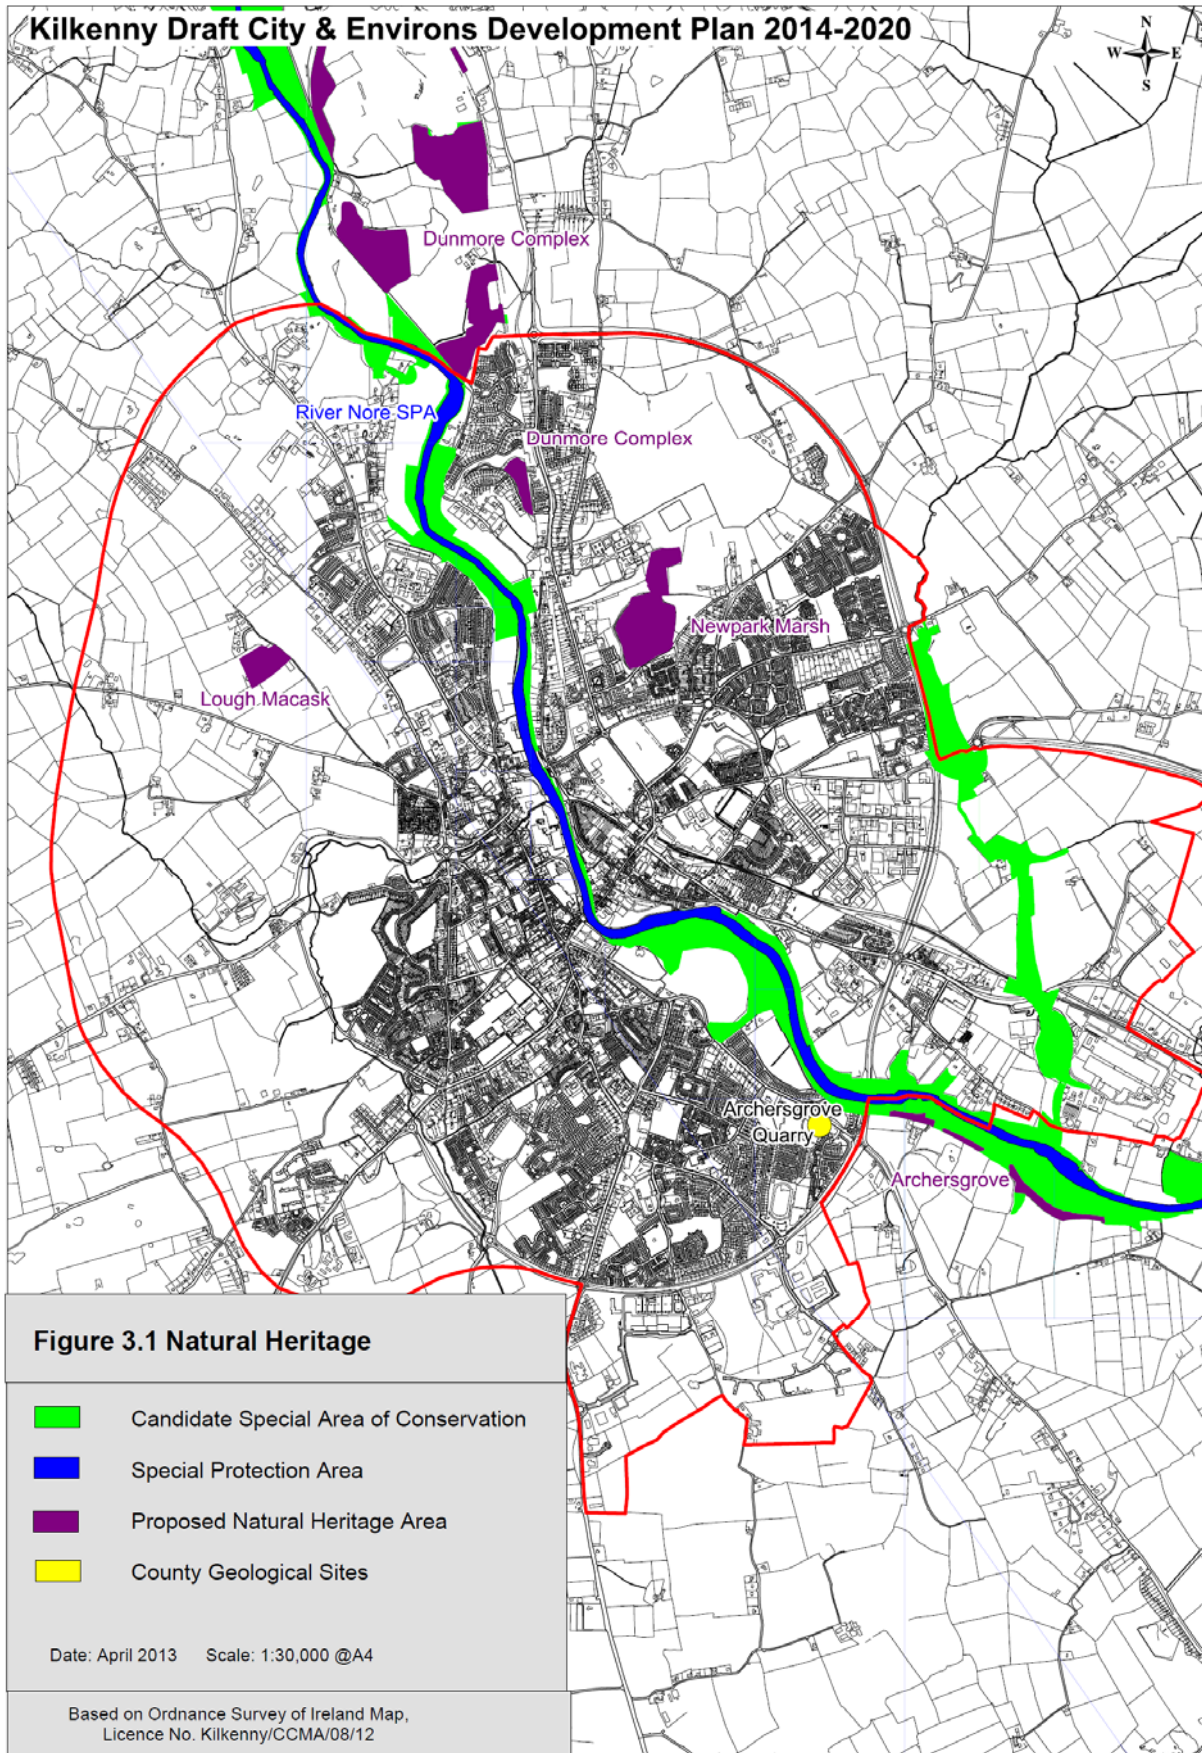 Kilkenny Draft City & Environs Development Plan 2014-2020
N
W E
S
Dunmore Complex
River Nore SPA
Dunmore Complex
Newpark Marsh
Lough Macask
Archersgrove
Quarry
Archersgrove
Figure 3.1 Natural Heritage
Candidate Special Area of Conservation
Special Protection Area
Proposed Natural Heritage Area
County Geological Sites
Date: April 2013 Scale: 1:30,000 @A4
Based on Ordnance Survey of Ireland Map,
Licence No. Kilkenny/CCMA/08/12